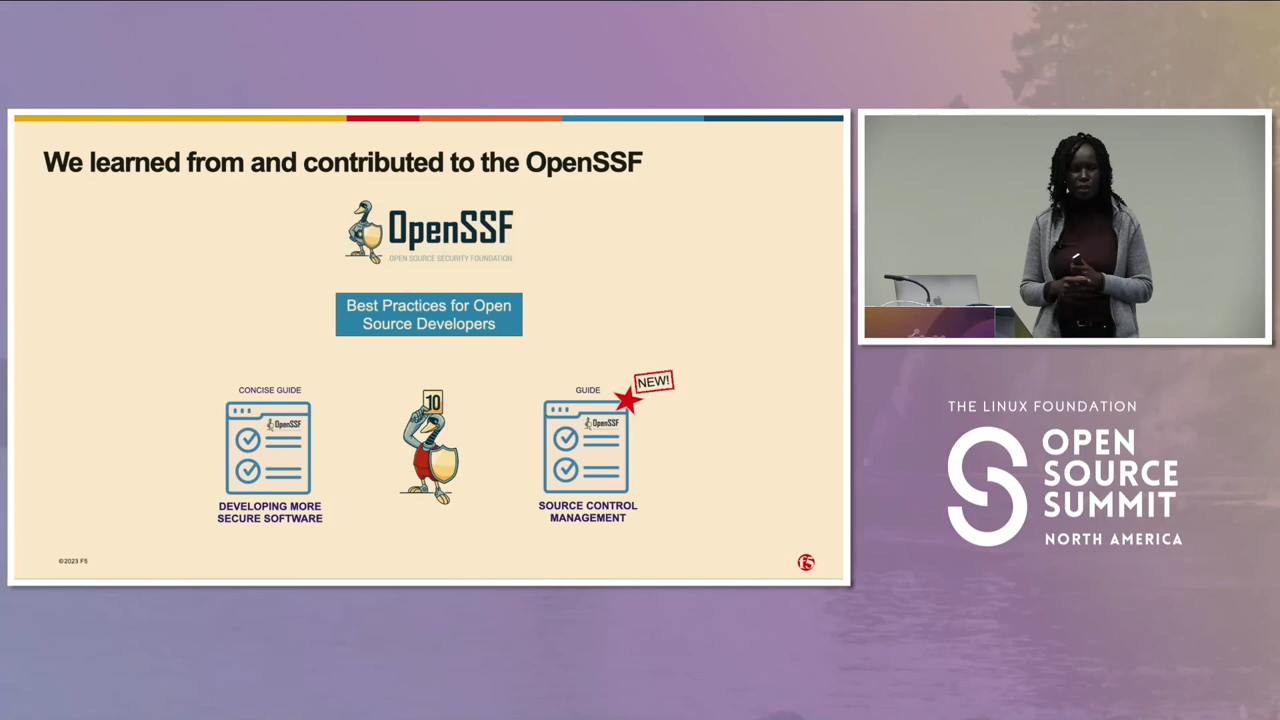 We learned from and contributed to the OpenSSF
OpenSSF
OPEN SOURCE SECURITY FOUNDATION
Best Practices for Open
Source Developers
CONCISE GUIDE
OpenSSF
DEVELOPING MORE
SECURE SOFTWARE
10
GUIDE
NEW!
OpenSSF
SOURCE CONTROL
MANAGEMENT
©2023 F5
F5
THE LINUX FOUNDATION
OPEN
SOURCE
SUMMIT
NORTH AMERICA